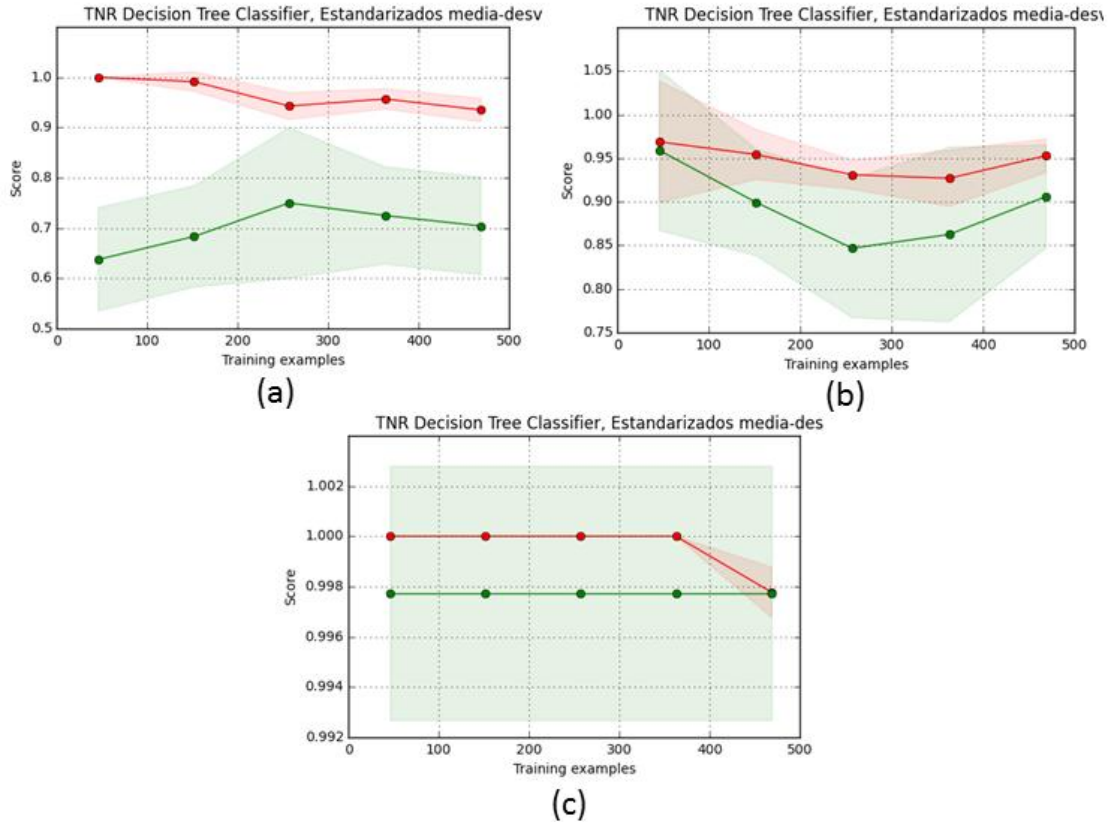 TNR Decision Tree Classifier, Estandarizados media-desv
Score
1.0
0.9
0.8
0.7
0.6
0.5
0 100 200 300 400 500
Training examples
(a)
TNR Decision Tree Classifier, Estandarizados media-desv
Score
1.05
1.00
0.95
0.90
0.85
0.80
0.75
0 100 200 300 400 500
Training examples
(b)
TNR Decision Tree Classifier, Estandarizados media-des
Score
1.002
1.000
0.998
0.996
0.994
0.992
0 100 200 300 400 500
Training examples
(c)